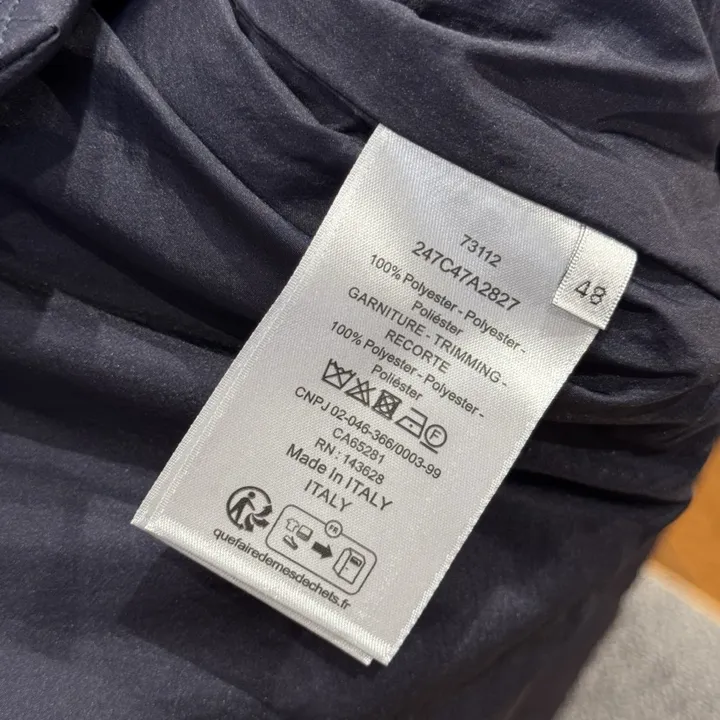 73112
247C47A2827
48
100% Polyester - Polyester -
Poliéster
GARNITURE - TRIMMING -
RECORTE
100% Polyester - Polyester -
Poliéster
F
CNPJ 02-046-366/0003-99
CA65281
RN : 143628
Made In ITALY
ITALY
FR
quefairedemesdechets.fr